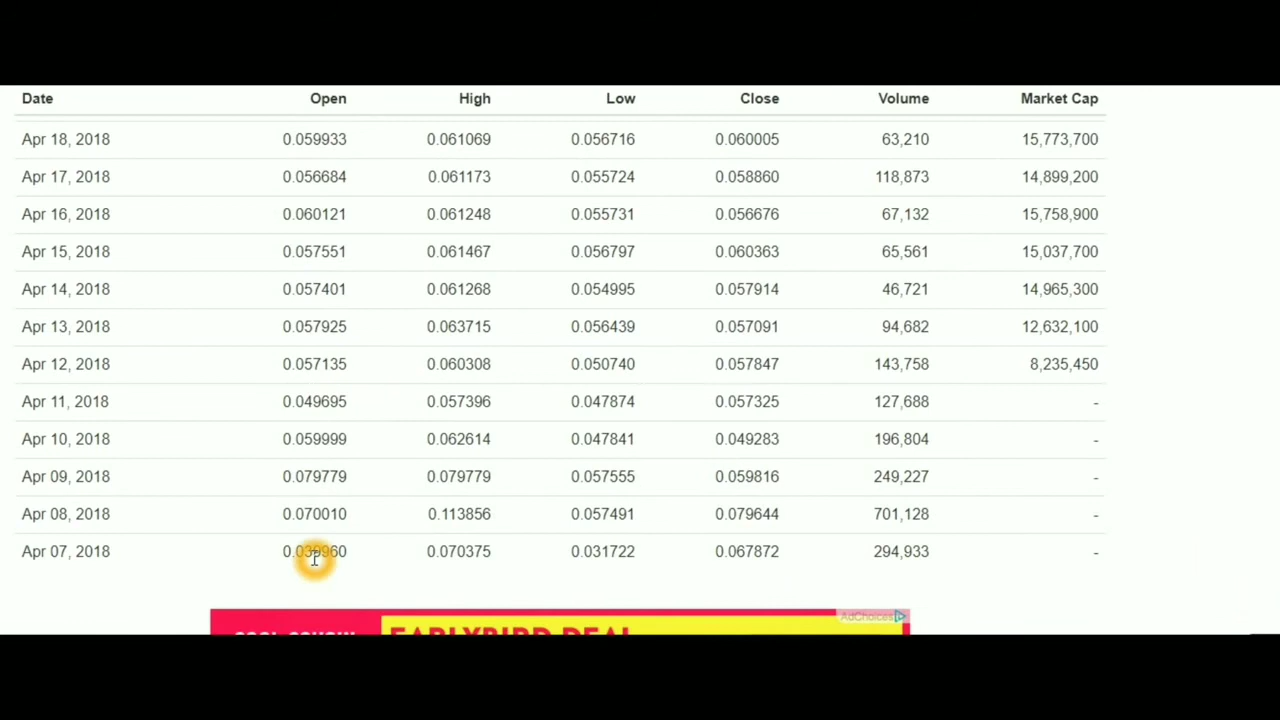 Date Open High Low Close Volume Market Cap
Apr 18, 2018 0.059933 0.061069 0.056716 0.060005 63,210 15,773,700
Apr 17, 2018 0.056684 0.061173 0.055724 0.058860 118,873 14,899,200
Apr 16, 2018 0.060121 0.061248 0.055731 0.056676 67,132 15,758,900
Apr 15, 2018 0.057551 0.061467 0.056797 0.060363 65,561 15,037,700
Apr 14, 2018 0.057401 0.061268 0.054995 0.057914 46,721 14,965,300
Apr 13, 2018 0.057925 0.063715 0.056439 0.057091 94,682 12,632,100
Apr 12, 2018 0.057135 0.060308 0.050740 0.057847 143,758 8,235,450
Apr 11, 2018 0.049695 0.057396 0.047874 0.057325 127,688 -
Apr 10, 2018 0.059999 0.062614 0.047841 0.049283 196,804 -
Apr 09, 2018 0.079779 0.079779 0.057555 0.059816 249,227 -
Apr 08, 2018 0.070010 0.113856 0.057491 0.079644 701,128 -
Apr 07, 2018 0.070375 0.031722 0.067872 294,933 -
AdChoices
EARLYBIRD DEAL